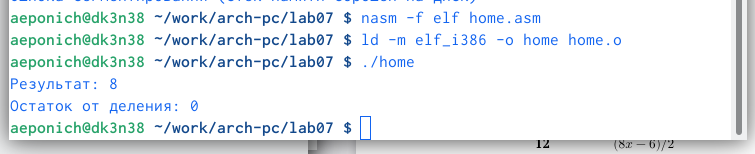 aeponich@dk3n38 ~/work/arch-pc/lab07 $ nasm -f elf home.asm
aeponich@dk3n38 ~/work/arch-pc/lab07 $ ld -m elf_i386 -o home home.o
aeponich@dk3n38 ~/work/arch-pc/lab07 $ ./home
Результат: 8
Остаток от деления: 0
aeponich@dk3n38 ~/work/arch-pc/lab07 $
12 (8x − 6)/2